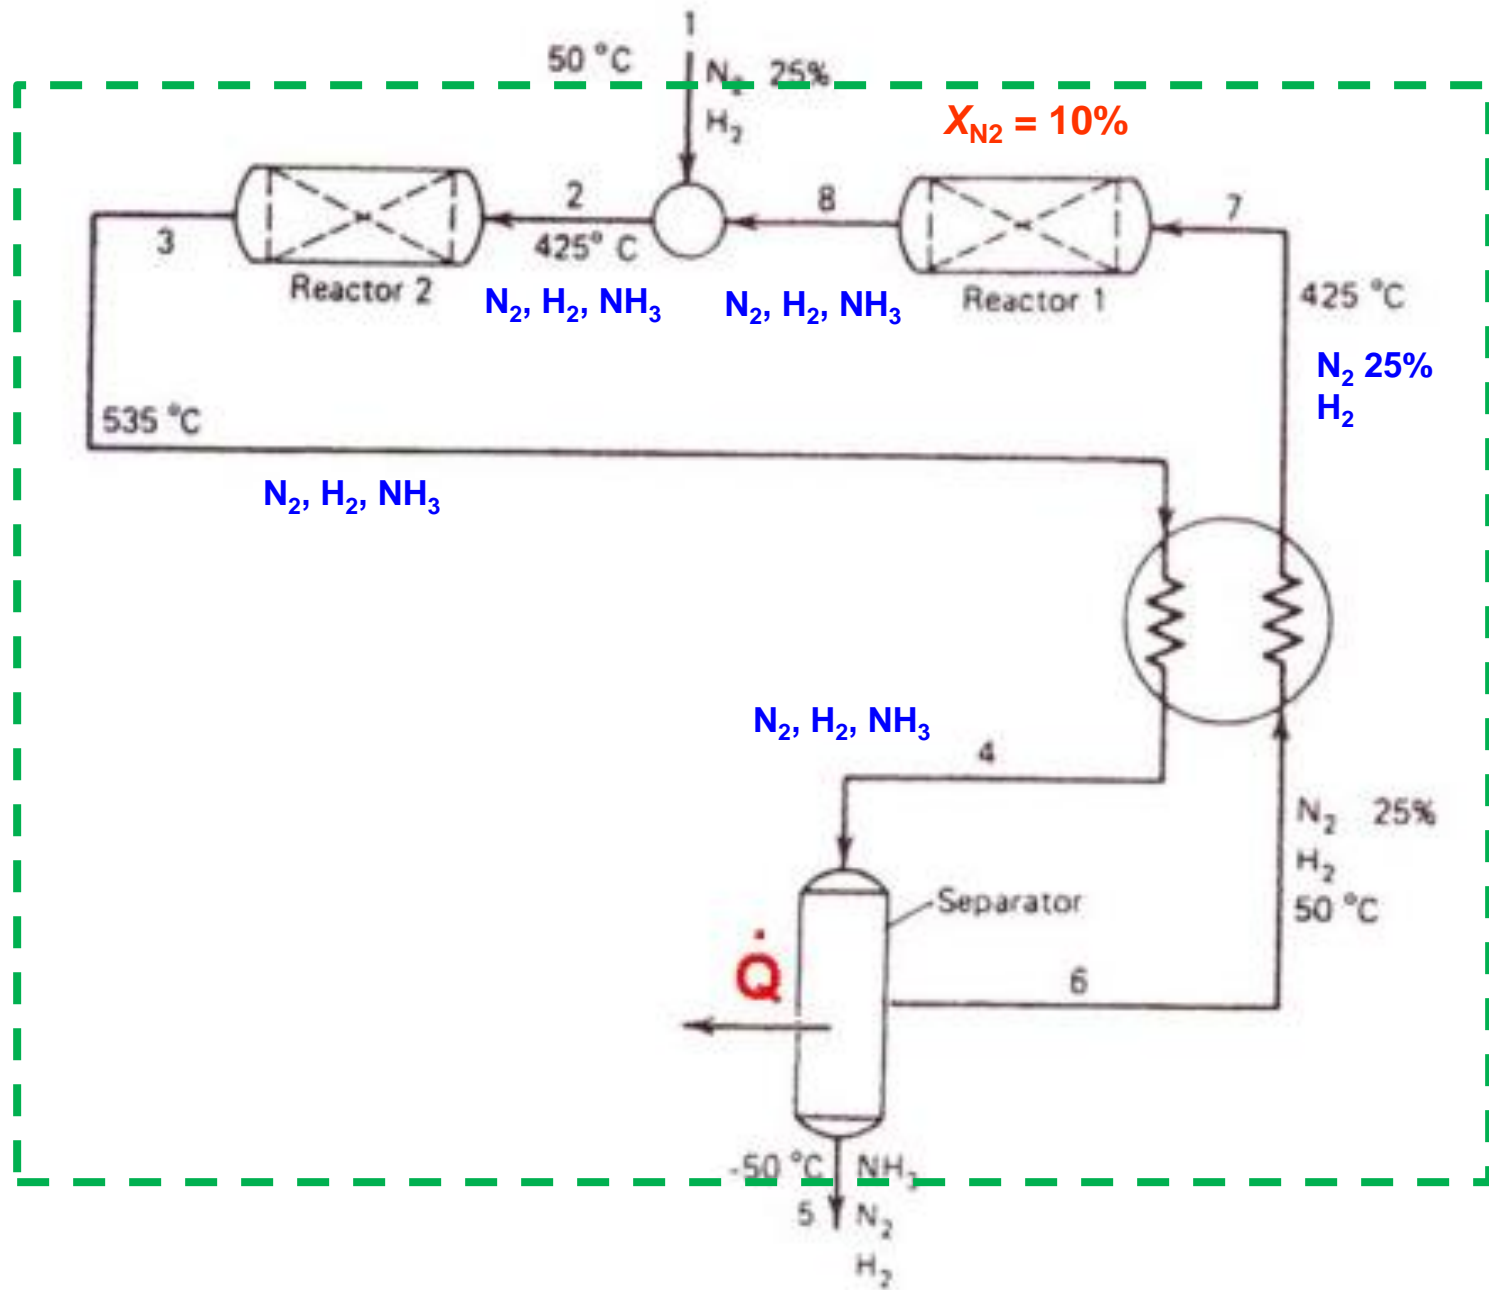 1
50 °C
N₂ 25%
H₂
X_N2 = 10%
3
2
8
7
425° C
Reactor 2
Reactor 1
N₂, H₂, NH₃
N₂, H₂, NH₃
425 °C
N₂ 25%
H₂
535 °C
N₂, H₂, NH₃
N₂, H₂, NH₃
4
N₂ 25%
H₂
50 °C
Separator
Q̇
6
-50 °C
NH₃
5
N₂
H₂